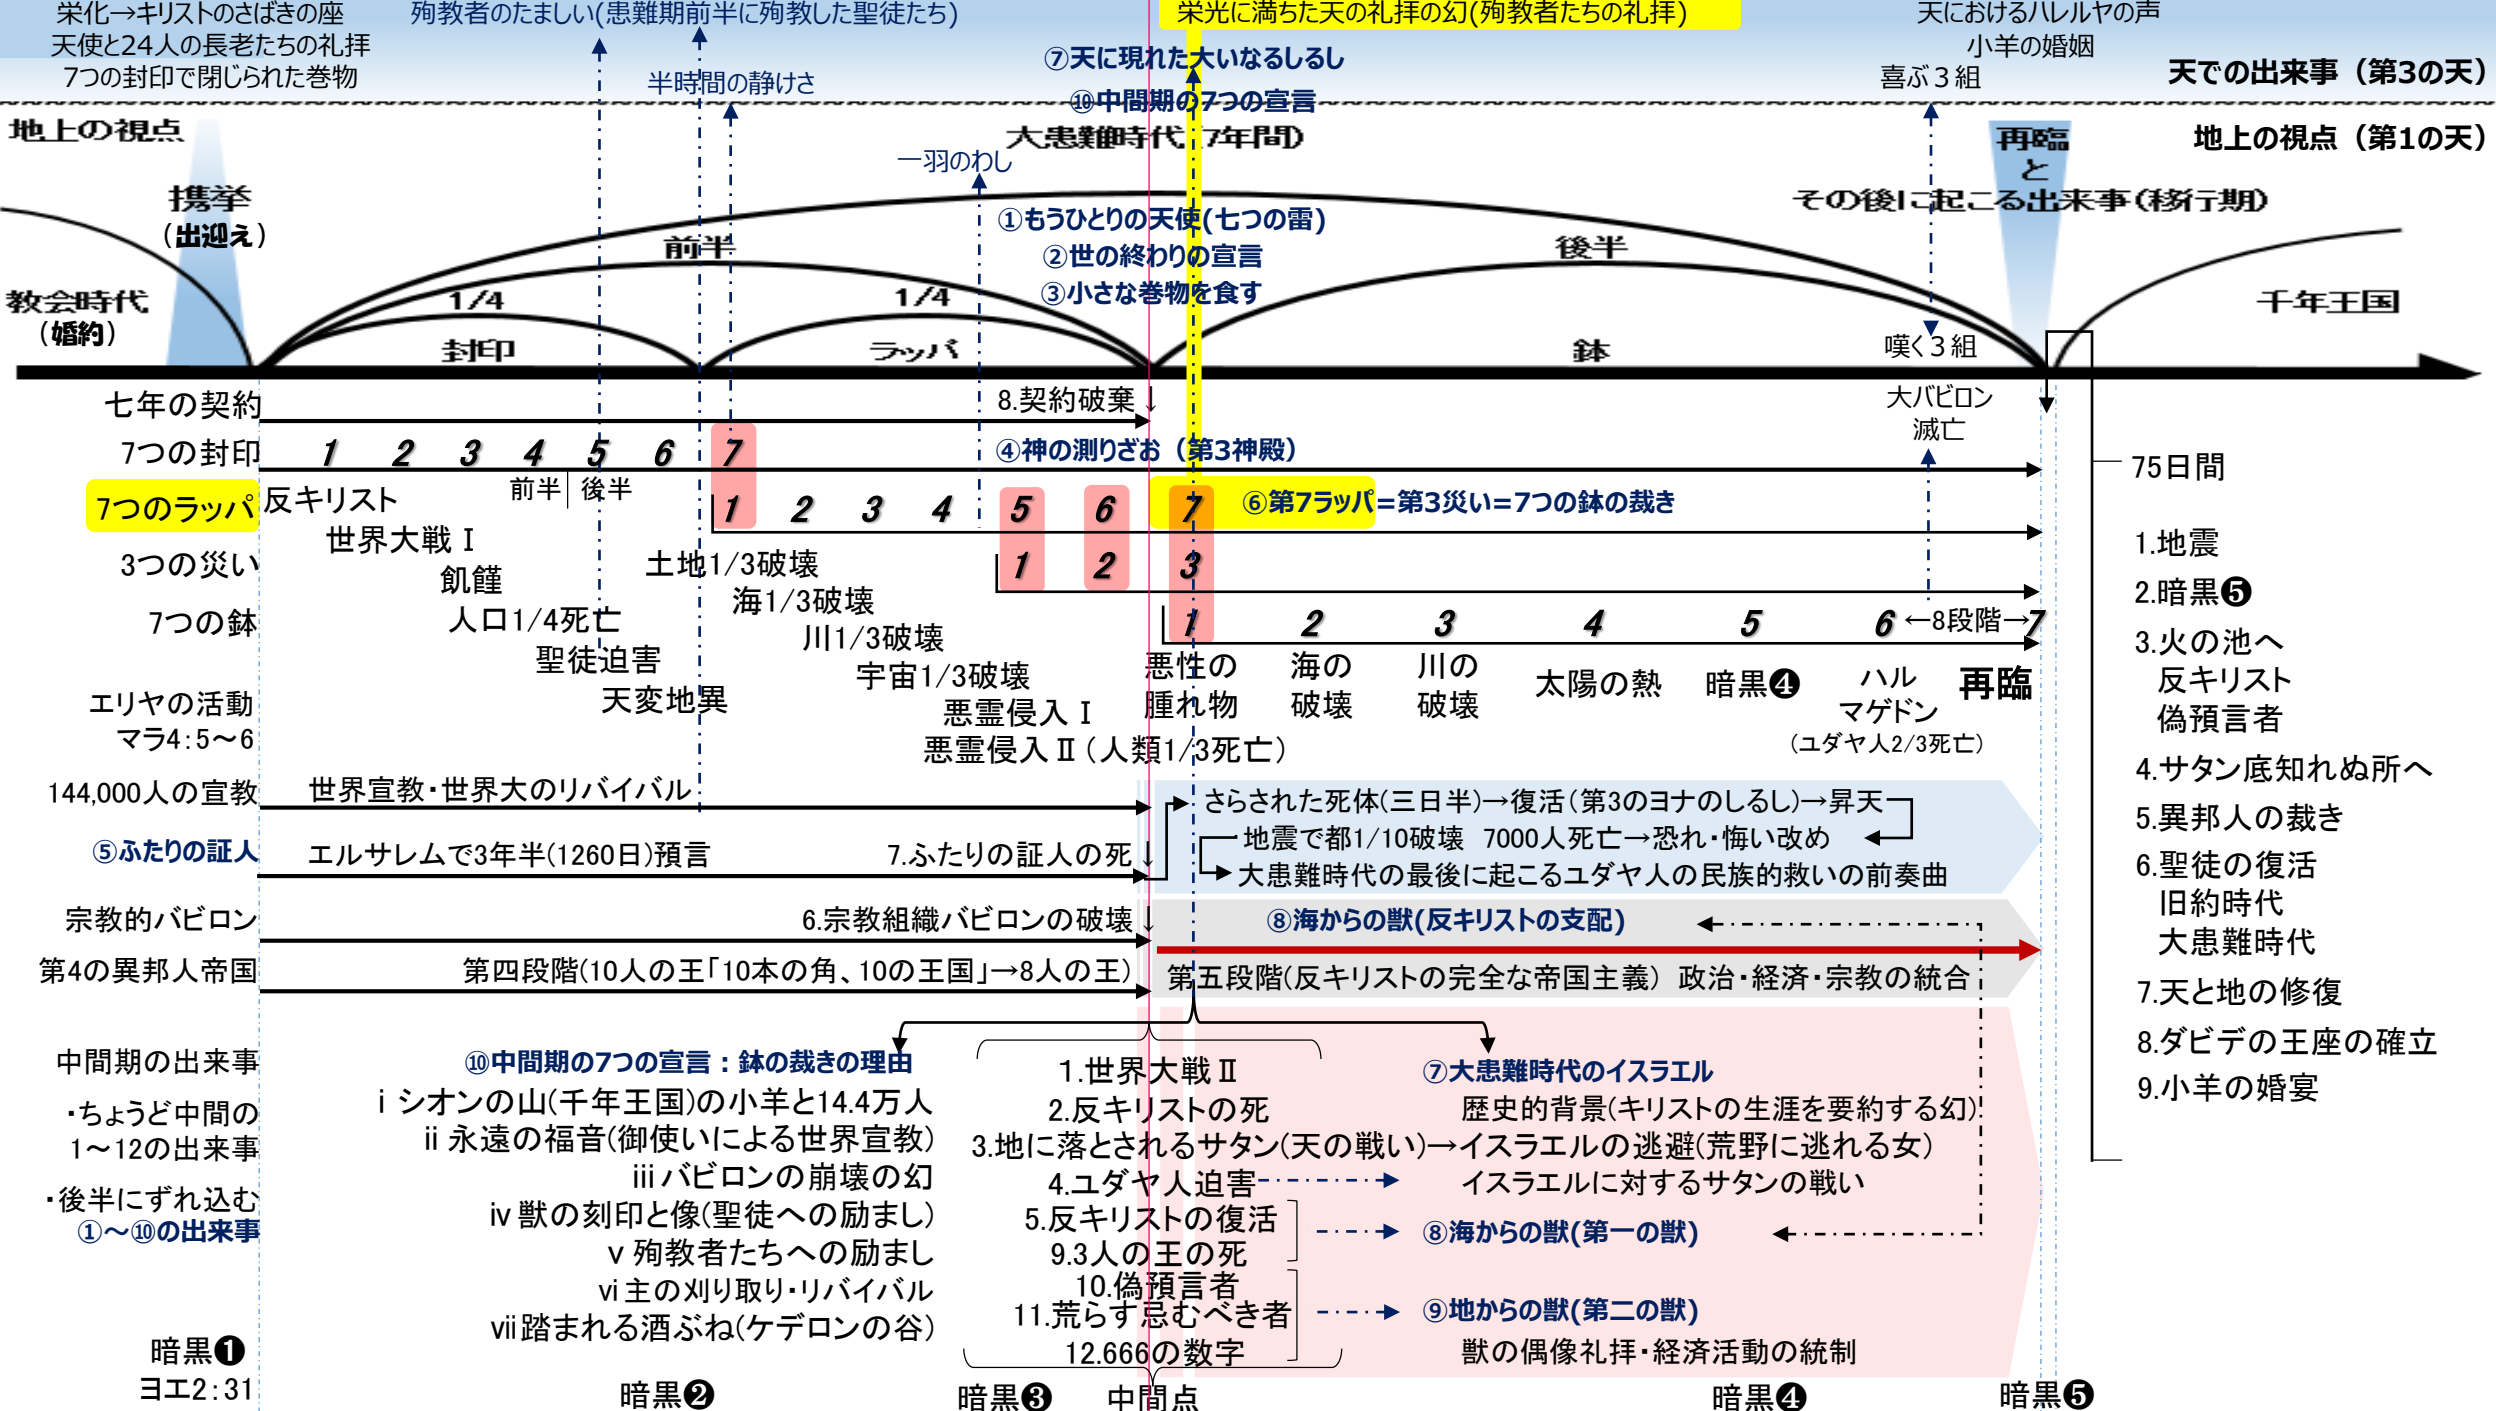 栄化→キリストのさばきの座
天使と24人の長老たちの礼拝
7つの封印で閉じられた巻物
殉教者のたましい(患難期前半に殉教した聖徒たち)
半時間の静けさ
栄光に満ちた天の礼拝の幻(殉教者たちの礼拝)
⑦天に現れた大いなるしるし
⑩中間期の7つの宣言
天におけるハレルヤの声
小羊の婚姻
喜ぶ3組
天での出来事（第3の天）
地上の視点
大患難時代(7年間)
地上の視点（第1の天）
一羽のわし
携挙
（出迎え）
再臨
と
その後に起こる出来事(移行期)
①もうひとりの天使(七つの雷)
②世の終わりの宣言
③小さな巻物を食す
前半
後半
教会時代
（婚約）
1/4
1/4
千年王国
封印
ラッパ
鉢
嘆く3組
七年の契約
8.契約破棄↓
大バビロン
滅亡
7つの封印
1 2 3 4 5 6 7
④神の測りざお（第3神殿）
前半 後半
7つのラッパ
反キリスト
1 2 3 4 5 6 7
⑥第7ラッパ=第3災い=7つの鉢の裁き
世界大戦Ⅰ
3つの災い
1 2 3
飢饉
土地1/3破壊
人口1/4死亡
海1/3破壊
7つの鉢
1 2 3 4 5 6 ←8段階→7
聖徒迫害
川1/3破壊
天変地異
宇宙1/3破壊
悪霊侵入Ⅰ
悪霊侵入Ⅱ（人類1/3死亡）
悪性の
腫れ物
海の
破壊
川の
破壊
太陽の熱
暗黒❹
ハル
マゲドン
（ユダヤ人2/3死亡）
再臨
エリヤの活動
マラ4：5～6
144,000人の宣教
世界宣教・世界大のリバイバル
さらされた死体(三日半)→復活(第3のヨナのしるし)→昇天
地震で都1/10破壊 7000人死亡→恐れ・悔い改め
大患難時代の最後に起こるユダヤ人の民族的救いの前奏曲
⑤ふたりの証人
エルサレムで3年半(1260日)預言
7.ふたりの証人の死↓
宗教的バビロン
6.宗教組織バビロンの破壊↓
⑧海からの獣(反キリストの支配)
第4の異邦人帝国
第四段階(10人の王「10本の角、10の王国」→8人の王)
第五段階(反キリストの完全な帝国主義) 政治・経済・宗教の統合
75日間
1.地震
2.暗黒❺
3.火の池へ
反キリスト
偽預言者
4.サタン底知れぬ所へ
5.異邦人の裁き
6.聖徒の復活
旧約時代
大患難時代
7.天と地の修復
8.ダビデの王座の確立
9.小羊の婚宴
中間期の出来事
・ちょうど中間の
1～12の出来事
・後半にずれ込む
①～⑩の出来事
⑩中間期の7つの宣言：鉢の裁きの理由
ⅰ シオンの山(千年王国)の小羊と14.4万人
ⅱ 永遠の福音(御使いによる世界宣教)
ⅲ バビロンの崩壊の幻
ⅳ 獣の刻印と像(聖徒への励まし)
ⅴ 殉教者たちへの励まし
ⅵ 主の刈り取り・リバイバル
ⅶ 踏まれる酒ぶね(ケデロンの谷)
1.世界大戦Ⅱ
2.反キリストの死
3.地に落とされるサタン(天の戦い)→イスラエルの逃避(荒野に逃れる女)
4.ユダヤ人迫害
5.反キリストの復活
9.3人の王の死
10.偽預言者
11.荒らす忌むべき者
12.666の数字
⑦大患難時代のイスラエル
歴史的背景(キリストの生涯を要約する幻)
イスラエルに対するサタンの戦い
⑧海からの獣(第一の獣)
⑨地からの獣(第二の獣)
獣の偶像礼拝・経済活動の統制
暗黒❶
ヨエ2：31
暗黒❷
暗黒❸
中間点
暗黒❹
暗黒❺